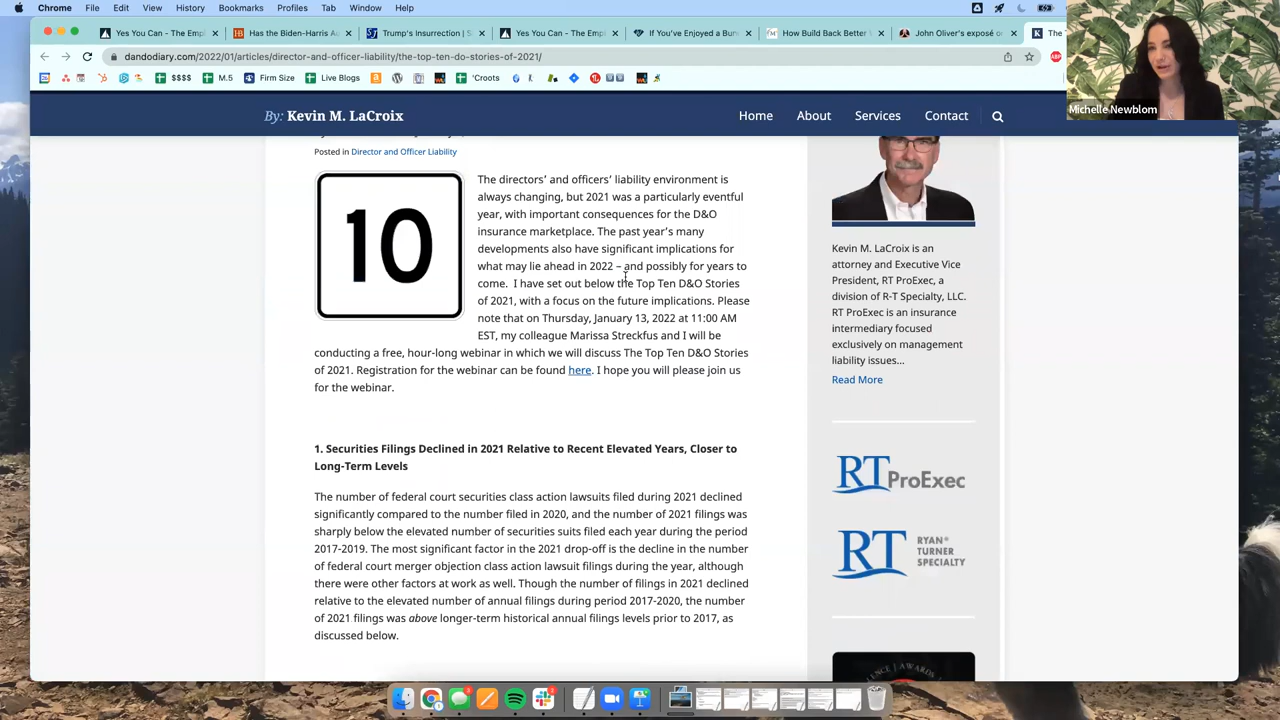 Chrome File Edit View History Bookmarks Profiles Tab Window Help
Yes You Can - The Empi
Has the Biden-Harris A
Trump's Insurrection | S
Yes You Can - The Empi
If You've Enjoyed a Bun
How Build Back Better
John Oliver's exposé o
The
dandodiary.com/2022/01/articles/director-and-officer-liability/the-top-ten-do-stories-of-2021/
$$$$ M.5 Firm Size Live Blogs 'Croots
Michelle Newblom
By: Kevin M. LaCroix
Home About Services Contact
Posted in Director and Officer Liability
10
The directors' and officers' liability environment is
always changing, but 2021 was a particularly eventful
year, with important consequences for the D&O
insurance marketplace. The past year's many
developments also have significant implications for
what may lie ahead in 2022 – and possibly for years to
come. I have set out below the Top Ten D&O Stories
of 2021, with a focus on the future implications. Please
note that on Thursday, January 13, 2022 at 11:00 AM
EST, my colleague Marissa Streckfus and I will be
conducting a free, hour-long webinar in which we will discuss The Top Ten D&O Stories
of 2021. Registration for the webinar can be found here. I hope you will please join us
for the webinar.
1. Securities Filings Declined in 2021 Relative to Recent Elevated Years, Closer to
Long-Term Levels
The number of federal court securities class action lawsuits filed during 2021 declined
significantly compared to the number filed in 2020, and the number of 2021 filings was
sharply below the elevated number of securities suits filed each year during the period
2017-2019. The most significant factor in the 2021 drop-off is the decline in the number
of federal court merger objection class action lawsuit filings during the year, although
there were other factors at work as well. Though the number of filings in 2021 declined
relative to the elevated number of annual filings during period 2017-2020, the number
of 2021 filings was above longer-term historical annual filings levels prior to 2017, as
discussed below.
Kevin M. LaCroix is an
attorney and Executive Vice
President, RT ProExec, a
division of R-T Specialty, LLC.
RT ProExec is an insurance
intermediary focused
exclusively on management
liability issues...
Read More
RT ProExec
RT RYAN
TURNER
SPECIALTY